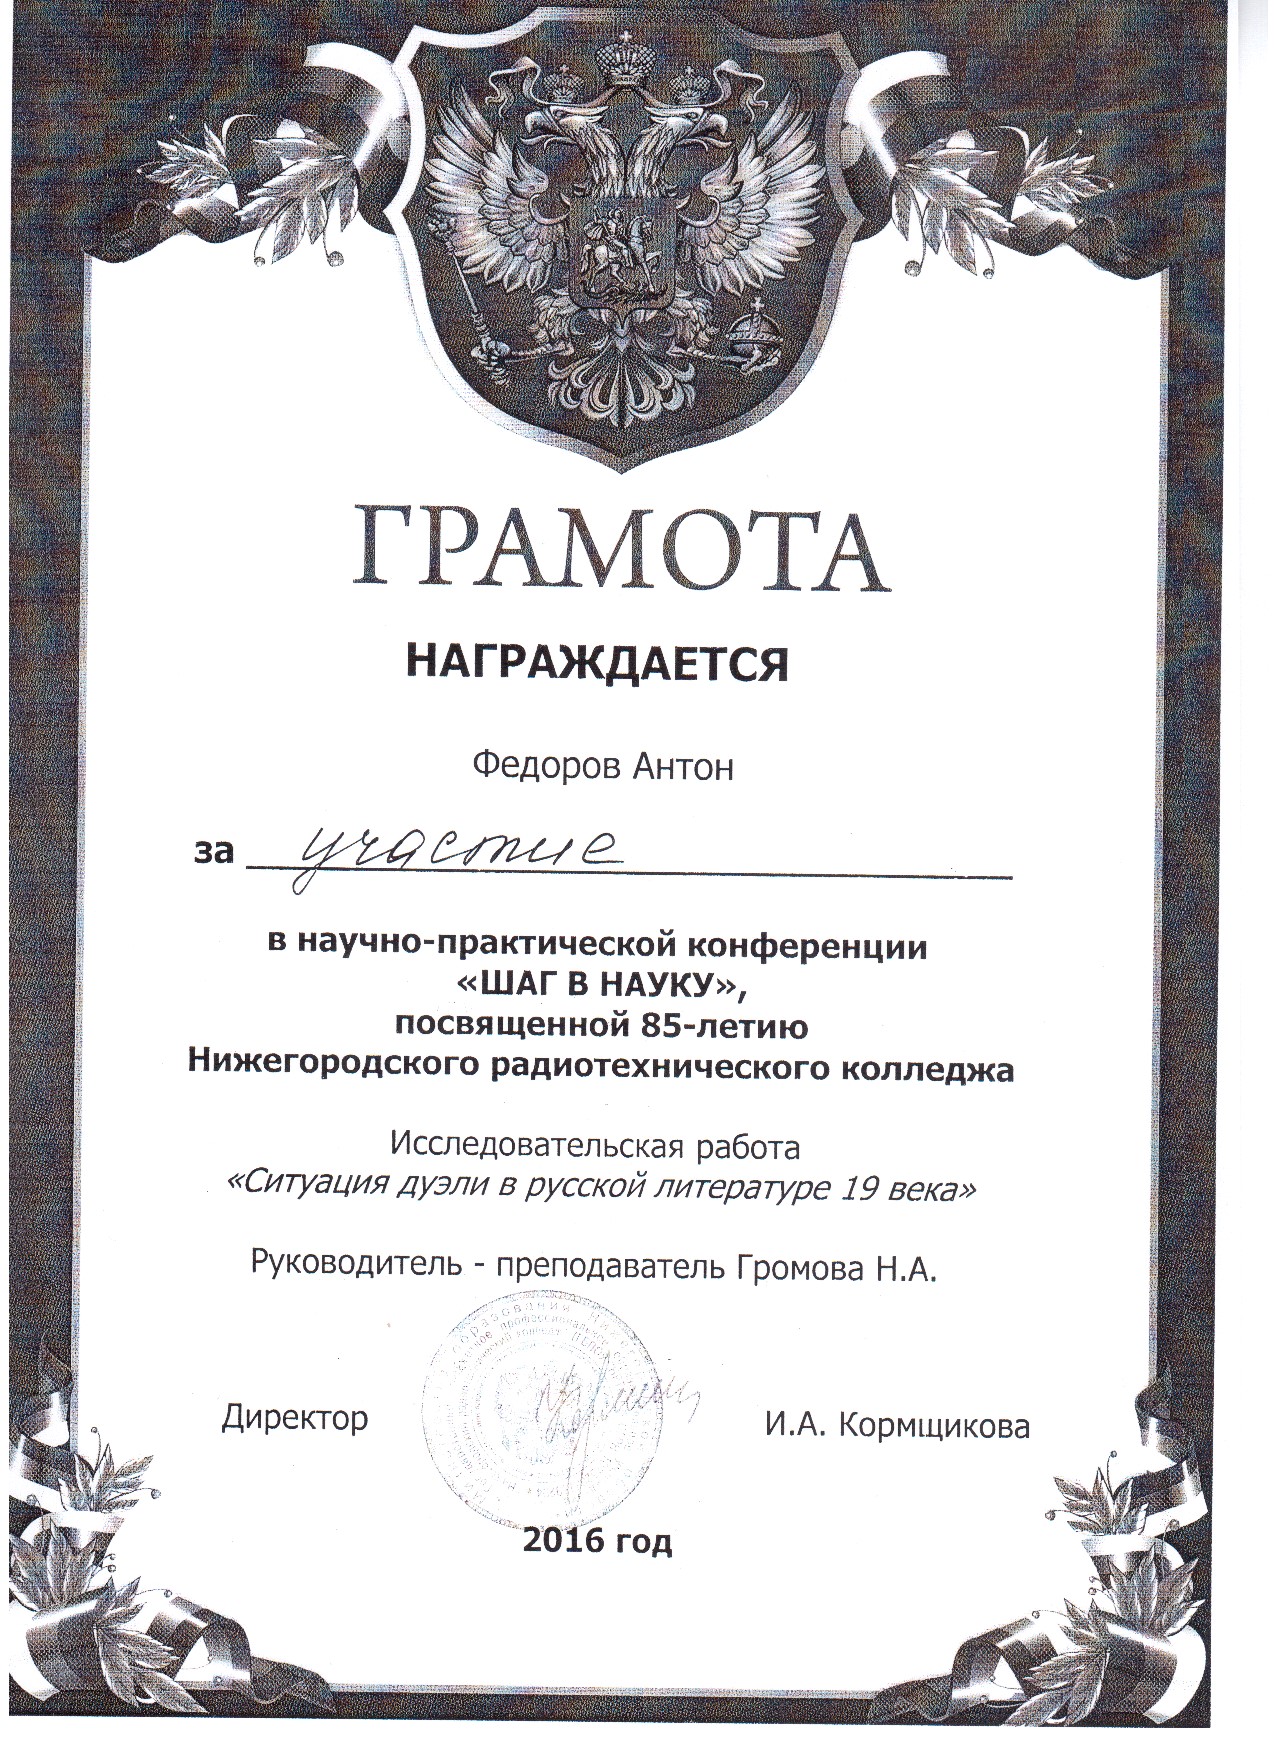 ГРАМОТА
НАГРАЖДАЕТСЯ
Федоров Антон
за участие
в научно-практической конференции
«ШАГ В НАУКУ»,
посвященной 85-летию
Нижегородского радиотехнического колледжа
Исследовательская работа
«Ситуация дуэли в русской литературе 19 века»
Руководитель - преподаватель Громова Н.А.
Директор И.А. Кормщикова
2016 год